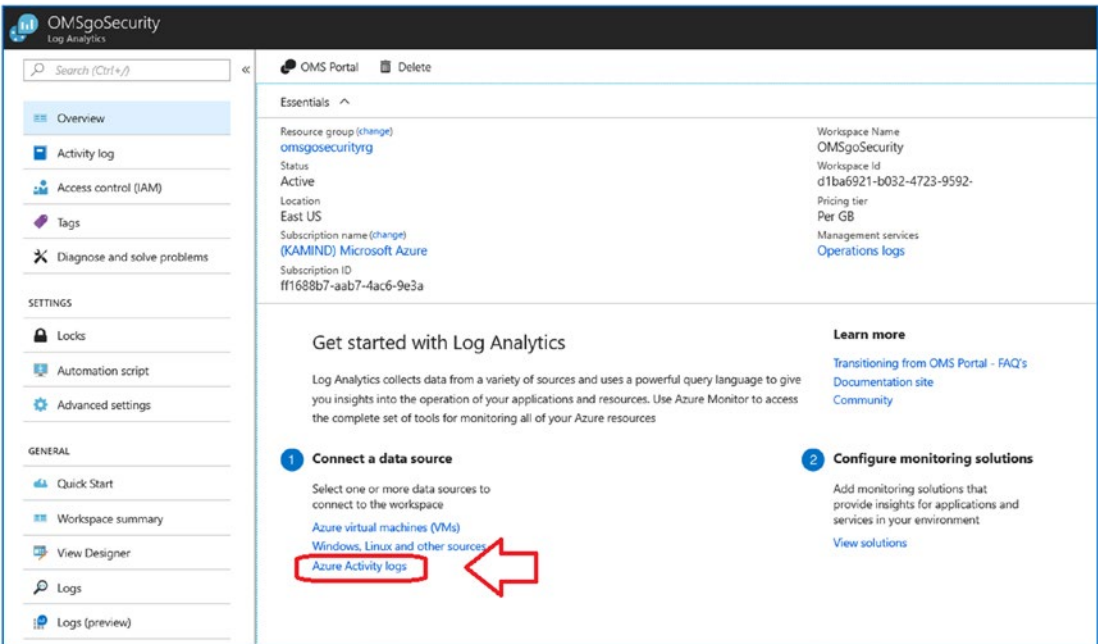 OMSgoSecurity
Log Analytics
Search (Ctrl+/)
«
Overview
Activity log
Access control (IAM)
Tags
Diagnose and solve problems
SETTINGS
Locks
Automation script
Advanced settings
GENERAL
Quick Start
Workspace summary
View Designer
Logs
Logs (preview)
OMS Portal
Delete
Essentials
Resource group (change)
omsgosecurityrg
Status
Active
Location
East US
Subscription name (change)
(KAMIND) Microsoft Azure
Subscription ID
ff1688b7-aab7-4ac6-9e3a
Workspace Name
OMSgoSecurity
Workspace Id
d1ba6921-b032-4723-9592-
Pricing tier
Per GB
Management services
Operations logs
Get started with Log Analytics
Log Analytics collects data from a variety of sources and uses a powerful query language to give
you insights into the operation of your applications and resources. Use Azure Monitor to access
the complete set of tools for monitoring all of your Azure resources
Learn more
Transitioning from OMS Portal - FAQ's
Documentation site
Community
1 Connect a data source
Select one or more data sources to
connect to the workspace
Azure virtual machines (VMs)
Windows, Linux and other sources
Azure Activity logs
2 Configure monitoring solutions
Add monitoring solutions that
provide insights for applications and
services in your environment
View solutions